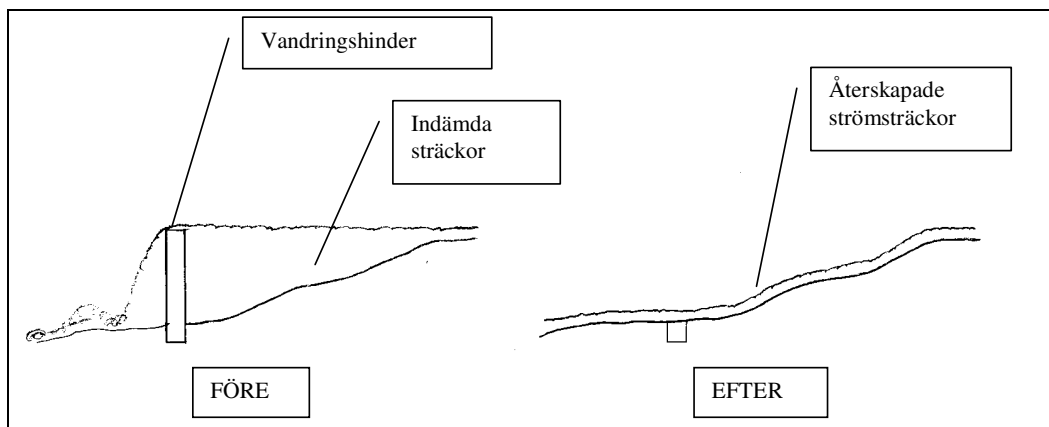 Vandringshinder
Indämda
sträckor
Återskapade
strömsträckor
FÖRE
EFTER